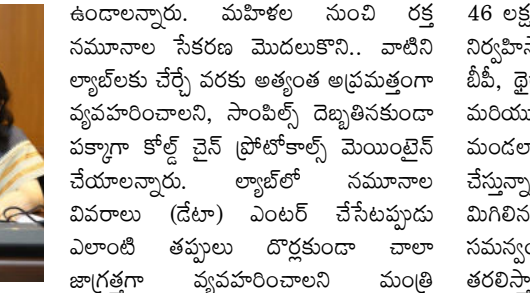 ఉండాలన్నారు. మహిళల నుంచి రక్త
నమూనాల సేకరణ మొదలుకొని.. వాటిని
ల్యాబ్‌లకు చేర్చే వరకు అత్యంత అప్రమత్తంగా
వ్యవహరించాలని, సాంపిల్స్ దెబ్బతినకుండా
పక్కాగా కోల్డ్ చైన్ ప్రోటోకాల్స్ మెయింటైన్
చేయాలన్నారు. ల్యాబ్‌లో నమూనాల
వివరాలు (డేటా) ఎంటర్ చేసేటప్పుడు
ఎలాంటి తప్పులు దొర్లకుండా చాలా
జాగ్రత్తగా వ్యవహరించాలని మంత్రి
46 లక్ష
నిర్వహిసే
బీపీ, థై
మరియు
మండలా
చేస్తున్నా
మిగిలిన
సమన్వం
తరలిస్తా